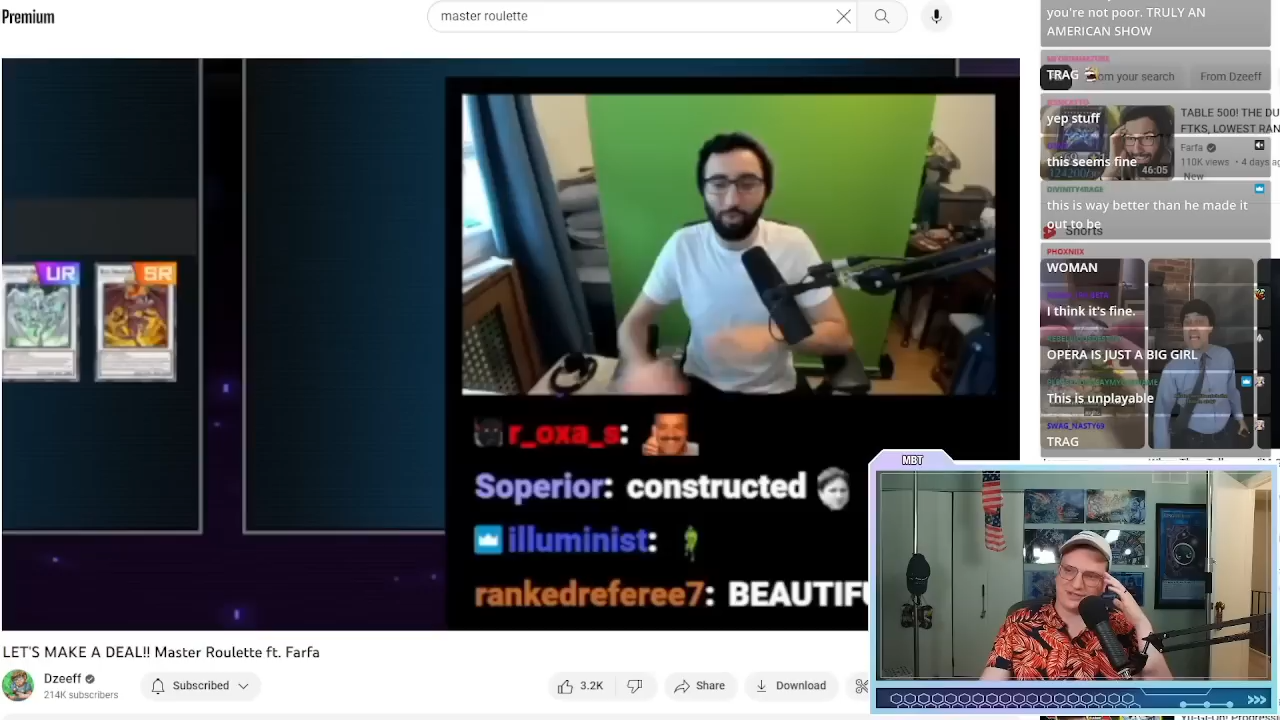 Premium
master roulette
you're not poor. TRULY AN
AMERICAN SHOW
TRAG
om your search
From Dzeeff
yep stuff
TABLE 500! THE DU
FTKS, LOWEST RAN
Farfa
this seems fine
110K views • 4 days ag
46:05
New
DIVINITY4RAGE
this is way better than he made it
out to be
Shorts
PHOXNIIX
WOMAN
I think it's fine.
OPERA IS JUST A BIG GIRL
This is unplayable
SWAG_NASTY69
TRAG
UR
SR
r_oxa_s:
Soperior: constructed
illuminist:
rankedreferee7: BEAUTIFU
MBT
LET'S MAKE A DEAL!! Master Roulette ft. Farfa
Dzeeff
214K subscribers
Subscribed
3.2K
Share
Download